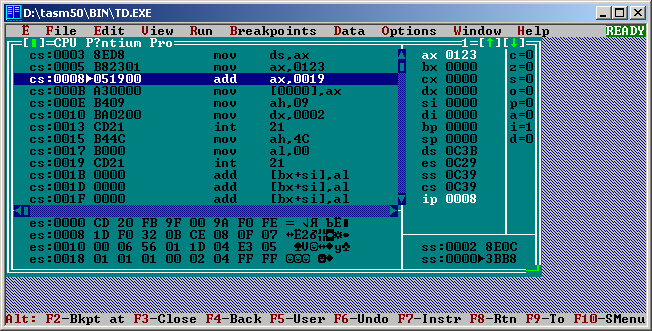 D:\tasm50\BIN\TD.EXE
E File Edit View Run Breakpoints Data Options Window Help READY
CPU P?ntium Pro 1
cs:0003 8ED8 mov ds,ax ax 0123 c=0
cs:0005 B82301 mov ax,0123 bx 0000 z=0
cs:0008►051900 add ax,0019 cx 0000 s=0
cs:000B A30000 mov [0000],ax dx 0000 o=0
cs:000E B409 mov ah,09 si 0000 p=0
cs:0010 BA0200 mov dx,0002 di 0000 a=0
cs:0013 CD21 int 21 bp 0000 i=1
cs:0015 B44C mov ah,4C sp 0000 d=0
cs:0017 B000 mov al,00 ds 0C3B
cs:0019 CD21 int 21 es 0C29
cs:001B 0000 add [bx+si],al ss 0C39
cs:001D 0000 add [bx+si],al cs 0C39
cs:001F 0000 add [bx+si],al ip 0008
es:0000 CD 20 FB 9F 00 9A F0 FE
es:0008 1D F0 32 0B CE 08 0F 07
es:0010 00 06 56 01 1D 04 E3 05 ss:0002 8E0C
es:0018 01 01 01 00 02 04 FF FF ss:0000►3BB8
Alt: F2-Bkpt at F3-Close F4-Back F5-User F6-Undo F7-Instr F8-Rtn F9-To F10-SMenu